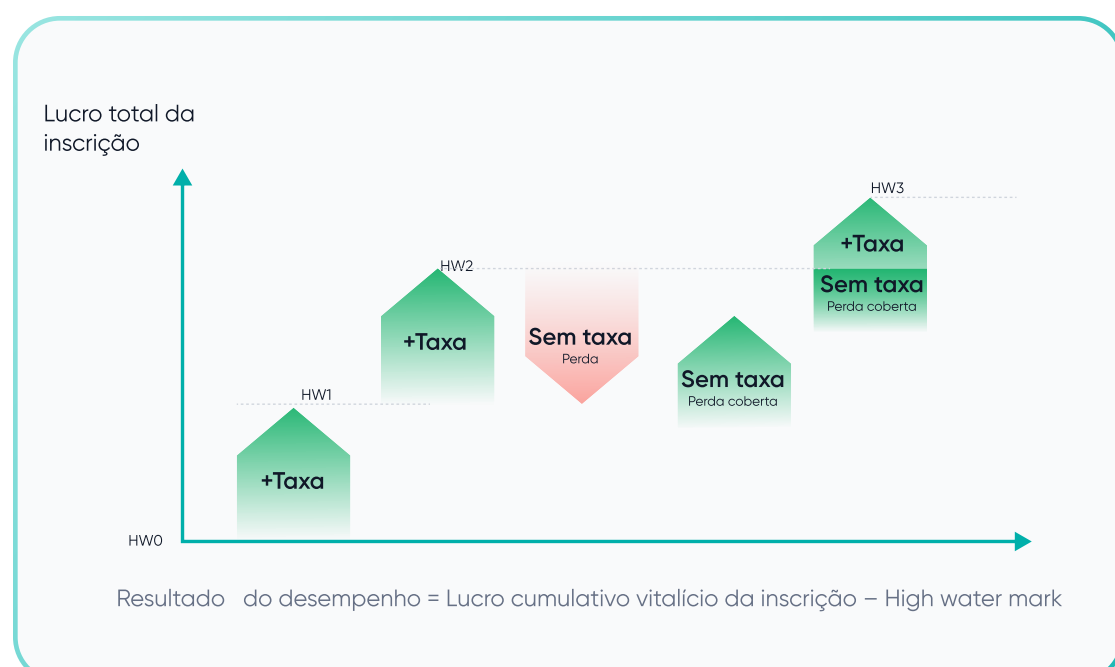 Lucro total da
inscrição
HW3
+Taxa
HW2
Sem taxa
Perda coberta
+Taxa
Sem taxa
Perda
Sem taxa
Perda coberta
HW1
+Taxa
HW0
Resultado do desempenho = Lucro cumulativo vitalício da inscrição – High water mark